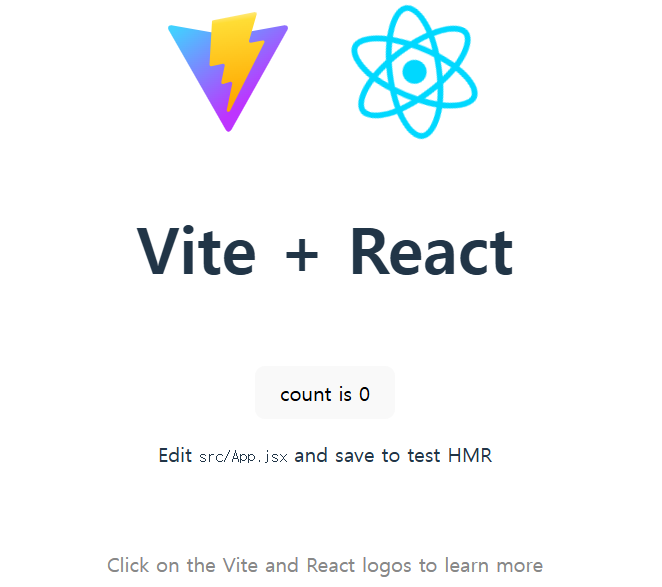 Vite + React
count is 0
Edit src/App.jsx and save to test HMR
Click on the Vite and React logos to learn more